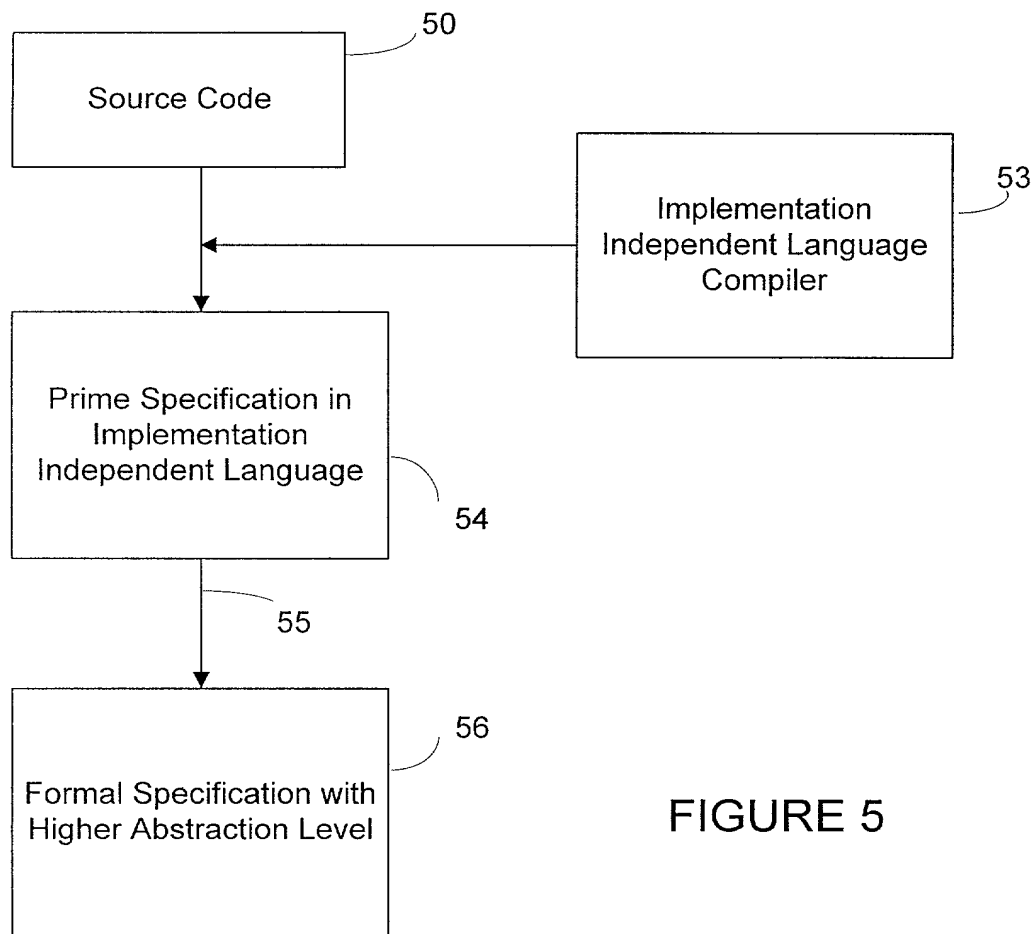 50
Source Code
53
Implementation
Independent Language
Compiler
Prime Specification in
Implementation
Independent Language
54
55
56
Formal Specification with
Higher Abstraction Level
FIGURE 5